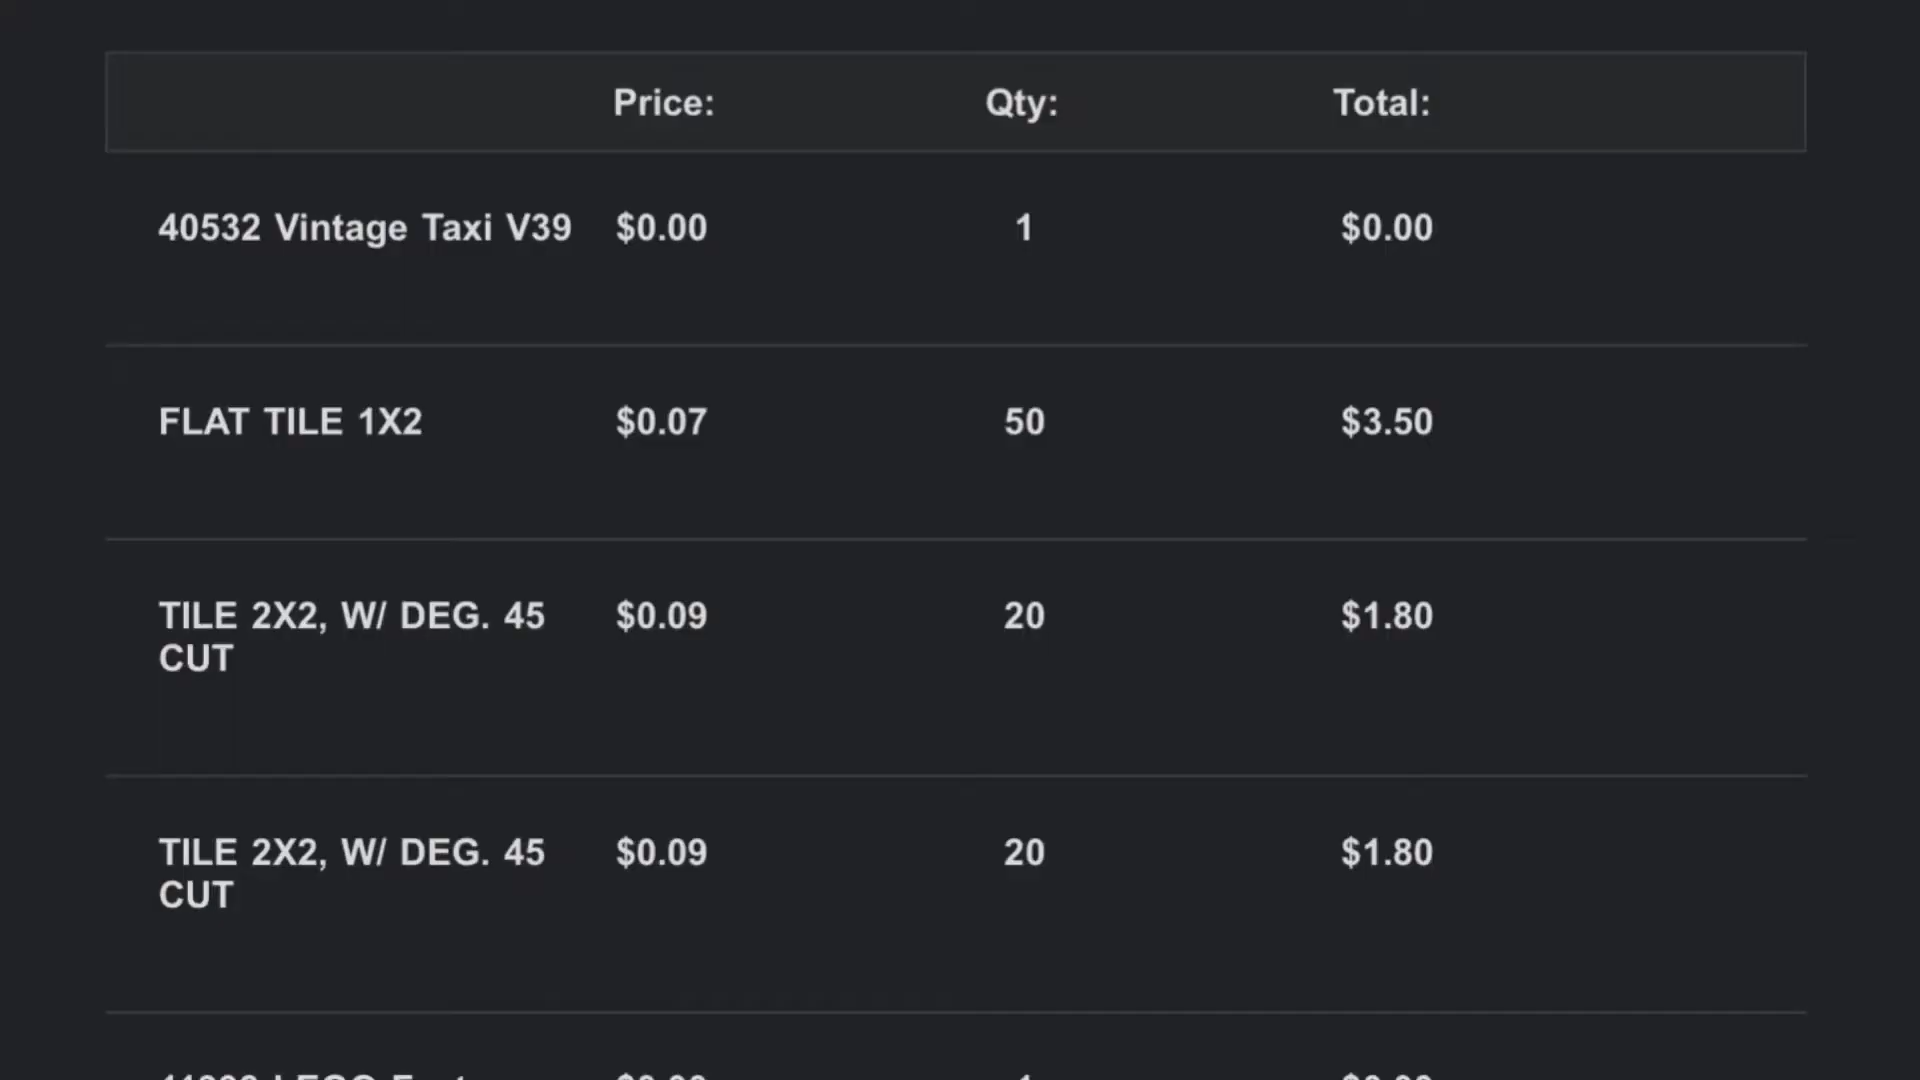 Price: Qty: Total:
40532 Vintage Taxi V39 $0.00 1 $0.00
FLAT TILE 1X2 $0.07 50 $3.50
TILE 2X2, W/ DEG. 45 $0.09 20 $1.80
CUT
TILE 2X2, W/ DEG. 45 $0.09 20 $1.80
CUT